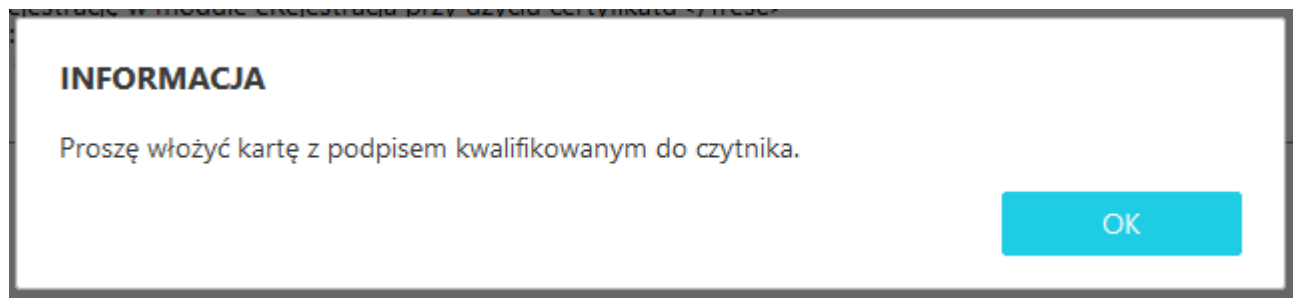 INFORMACJA
Proszę włożyć kartę z podpisem kwalifikowanym do czytnika.
OK